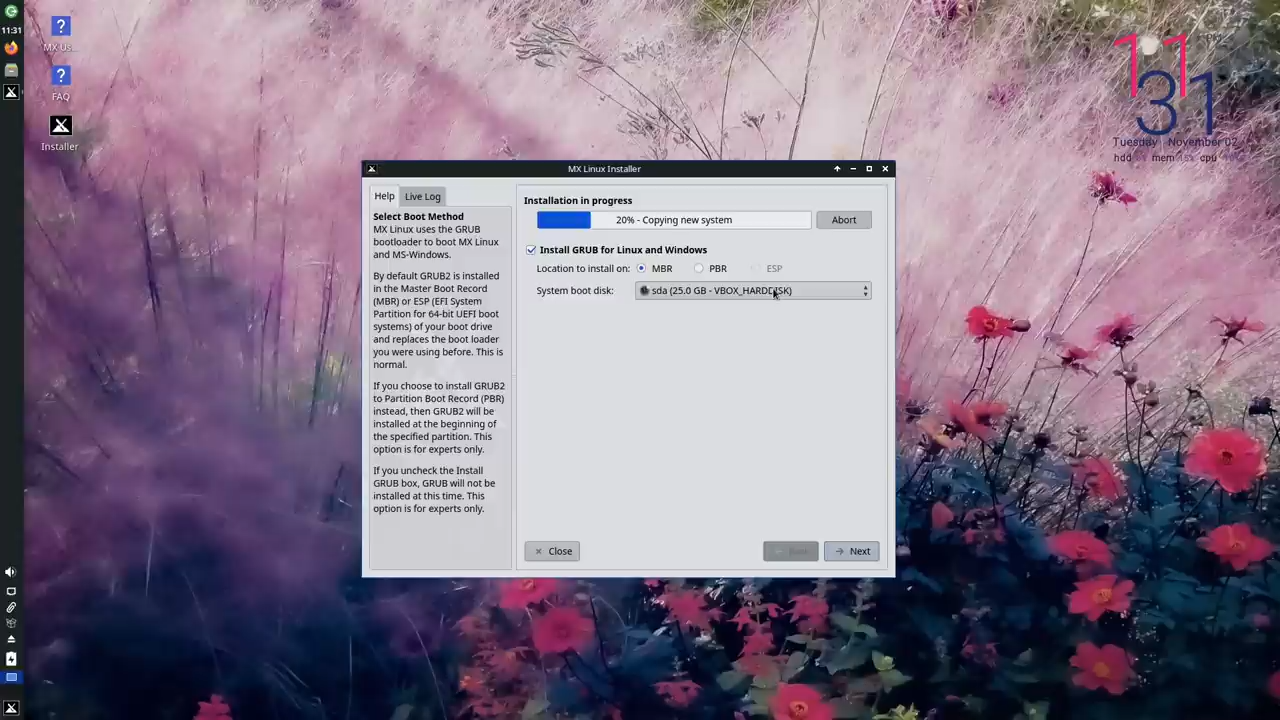 11:31
MX Us...
FAQ
Installer
11
31
Tuesday November 02
hdd mem cpu
MX Linux Installer
Help
Live Log
Select Boot Method
MX Linux uses the GRUB
bootloader to boot MX Linux
and MS-Windows.
By default GRUB2 is installed
in the Master Boot Record
(MBR) or ESP (EFI System
Partition for 64-bit UEFI boot
systems) of your boot drive
and replaces the boot loader
you were using before. This is
normal.
If you choose to install GRUB2
to Partition Boot Record (PBR)
instead, then GRUB2 will be
installed at the beginning of
the specified partition. This
option is for experts only.
If you uncheck the Install
GRUB box, GRUB will not be
installed at this time. This
option is for experts only.
Installation in progress
20% - Copying new system
Abort
Install GRUB for Linux and Windows
Location to install on:
MBR
PBR
ESP
System boot disk:
sda (25.0 GB - VBOX_HARDDISK)
Close
Back
Next